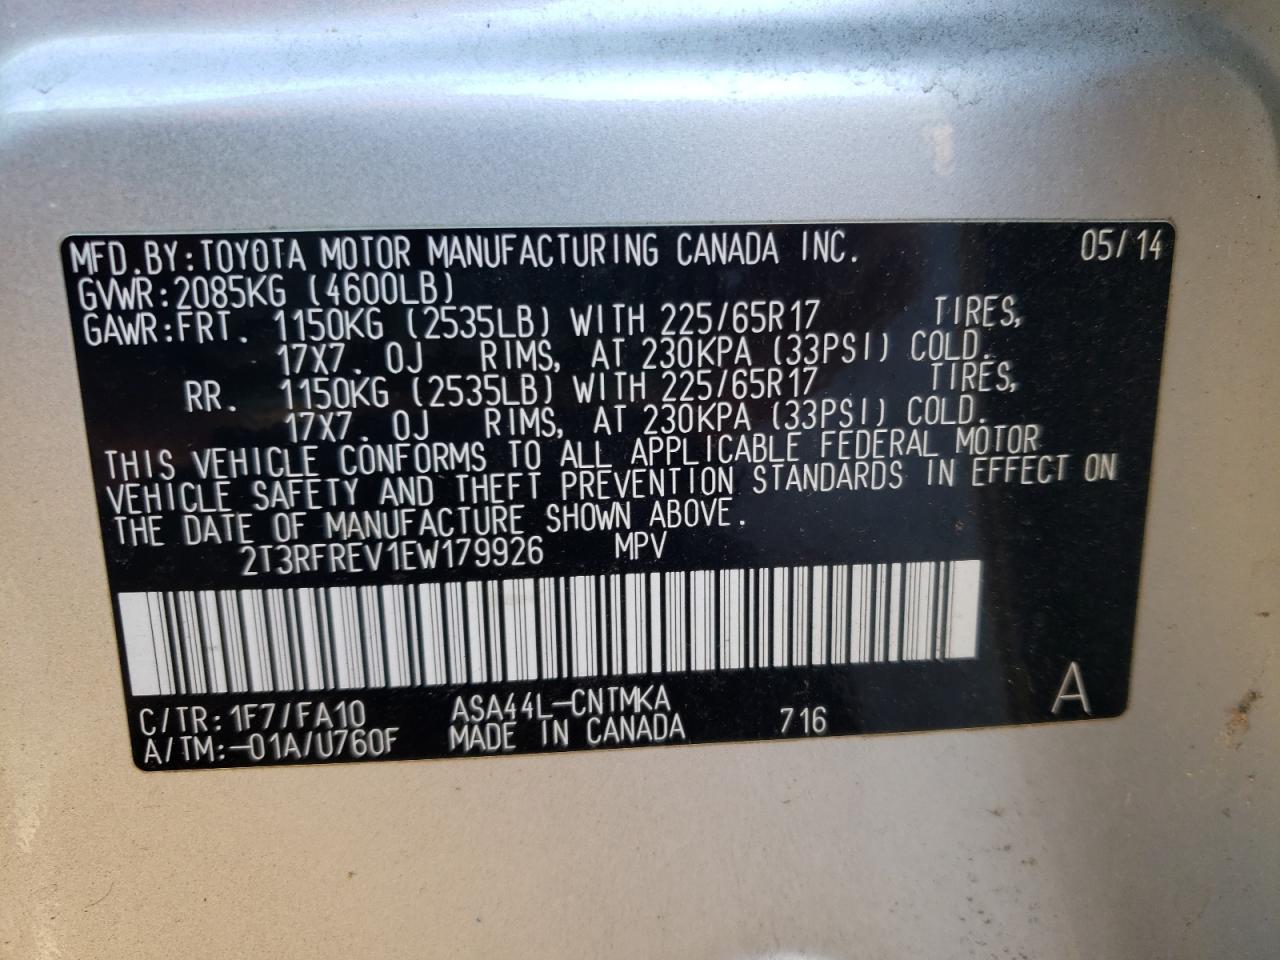 MFD.BY:TOYOTA MOTOR MANUFACTURING CANADA INC. 05/14
GVWR:2085KG (4600LB)
GAWR:FRT. 1150KG (2535LB) WITH 225/65R17 TIRES,
17X7.0J RIMS, AT 230KPA (33PSI) COLD.
RR. 1150KG (2535LB) WITH 225/65R17 TIRES,
17X7.0J RIMS, AT 230KPA (33PSI) COLD.
THIS VEHICLE CONFORMS TO ALL APPLICABLE FEDERAL MOTOR
VEHICLE SAFETY AND THEFT PREVENTION STANDARDS IN EFFECT ON
THE DATE OF MANUFACTURE SHOWN ABOVE.
2T3RFREV1EW179926 MPV
A
C/TR:1F7/FA10 ASA44L-CNTMKA
A/TM:-01A/U760F MADE IN CANADA 716